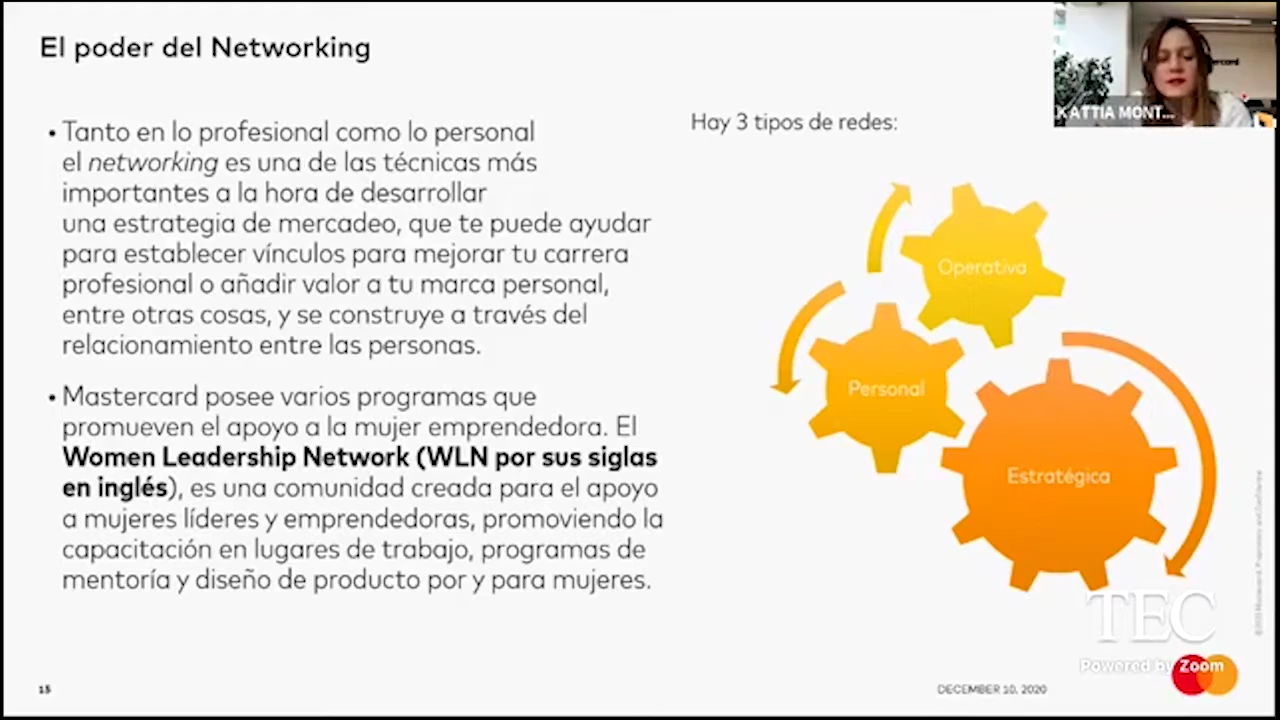 El poder del Networking
• Tanto en lo profesional como lo personal
el networking es una de las técnicas más
importantes a la hora de desarrollar
una estrategia de mercadeo, que te puede ayudar
para establecer vínculos para mejorar tu carrera
profesional o añadir valor a tu marca personal,
entre otras cosas, y se construye a través del
relacionamiento entre las personas.
• Mastercard posee varios programas que
promueven el apoyo a la mujer emprendedora. El
Women Leadership Network (WLN por sus siglas
en inglés), es una comunidad creada para el apoyo
a mujeres líderes y emprendedoras, promoviendo la
capacitación en lugares de trabajo, programas de
mentoría y diseño de producto por y para mujeres.
Hay 3 tipos de redes:
Operativa
Personal
Estratégica
KATTIA MONT...
TEC
Powered by Zoom
15
DECEMBER 10, 2020